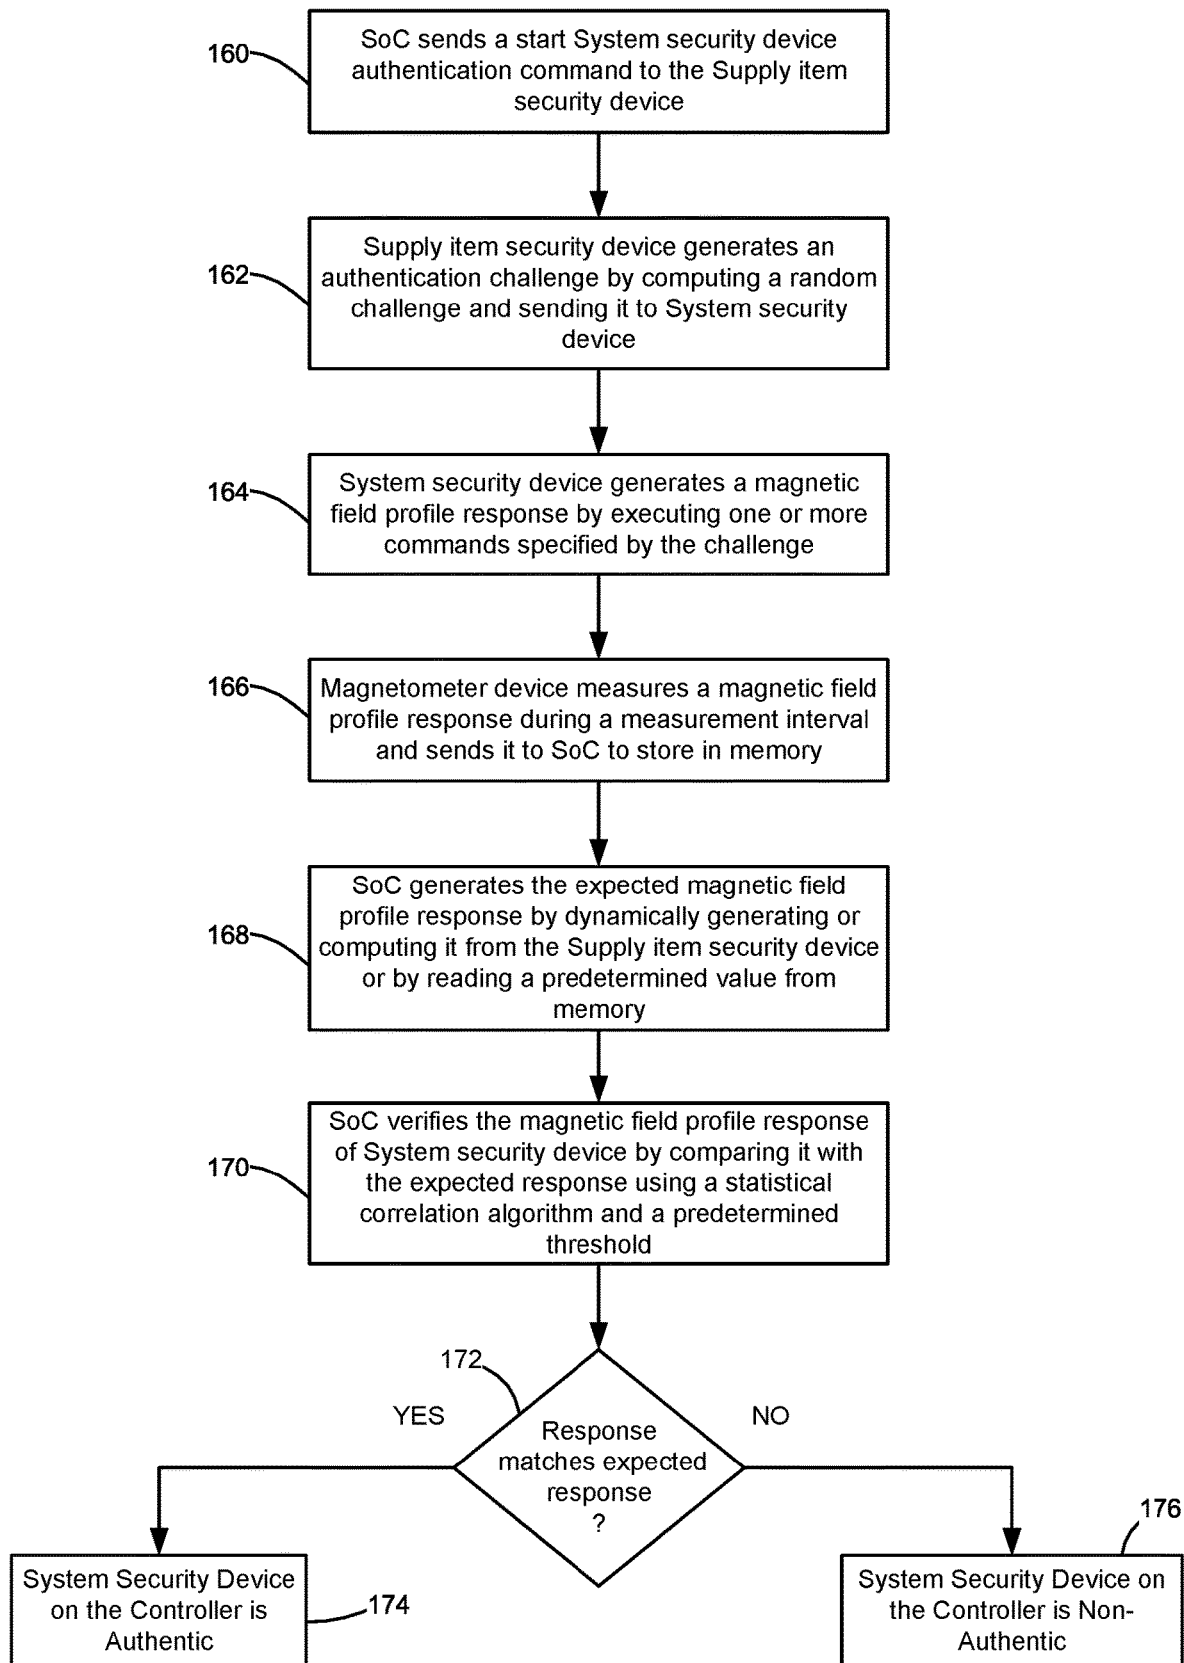 160
SoC sends a start System security device
authentication command to the Supply item
security device
162
Supply item security device generates an
authentication challenge by computing a random
challenge and sending it to System security
device
164
System security device generates a magnetic
field profile response by executing one or more
commands specified by the challenge
166
Magnetometer device measures a magnetic field
profile response during a measurement interval
and sends it to SoC to store in memory
168
SoC generates the expected magnetic field
profile response by dynamically generating or
computing it from the Supply item security device
or by reading a predetermined value from
memory
170
SoC verifies the magnetic field profile response
of System security device by comparing it with
the expected response using a statistical
correlation algorithm and a predetermined
threshold
172
YES
NO
Response
matches expected
response
?
System Security Device
on the Controller is
Authentic
174
176
System Security Device on
the Controller is Non-
Authentic